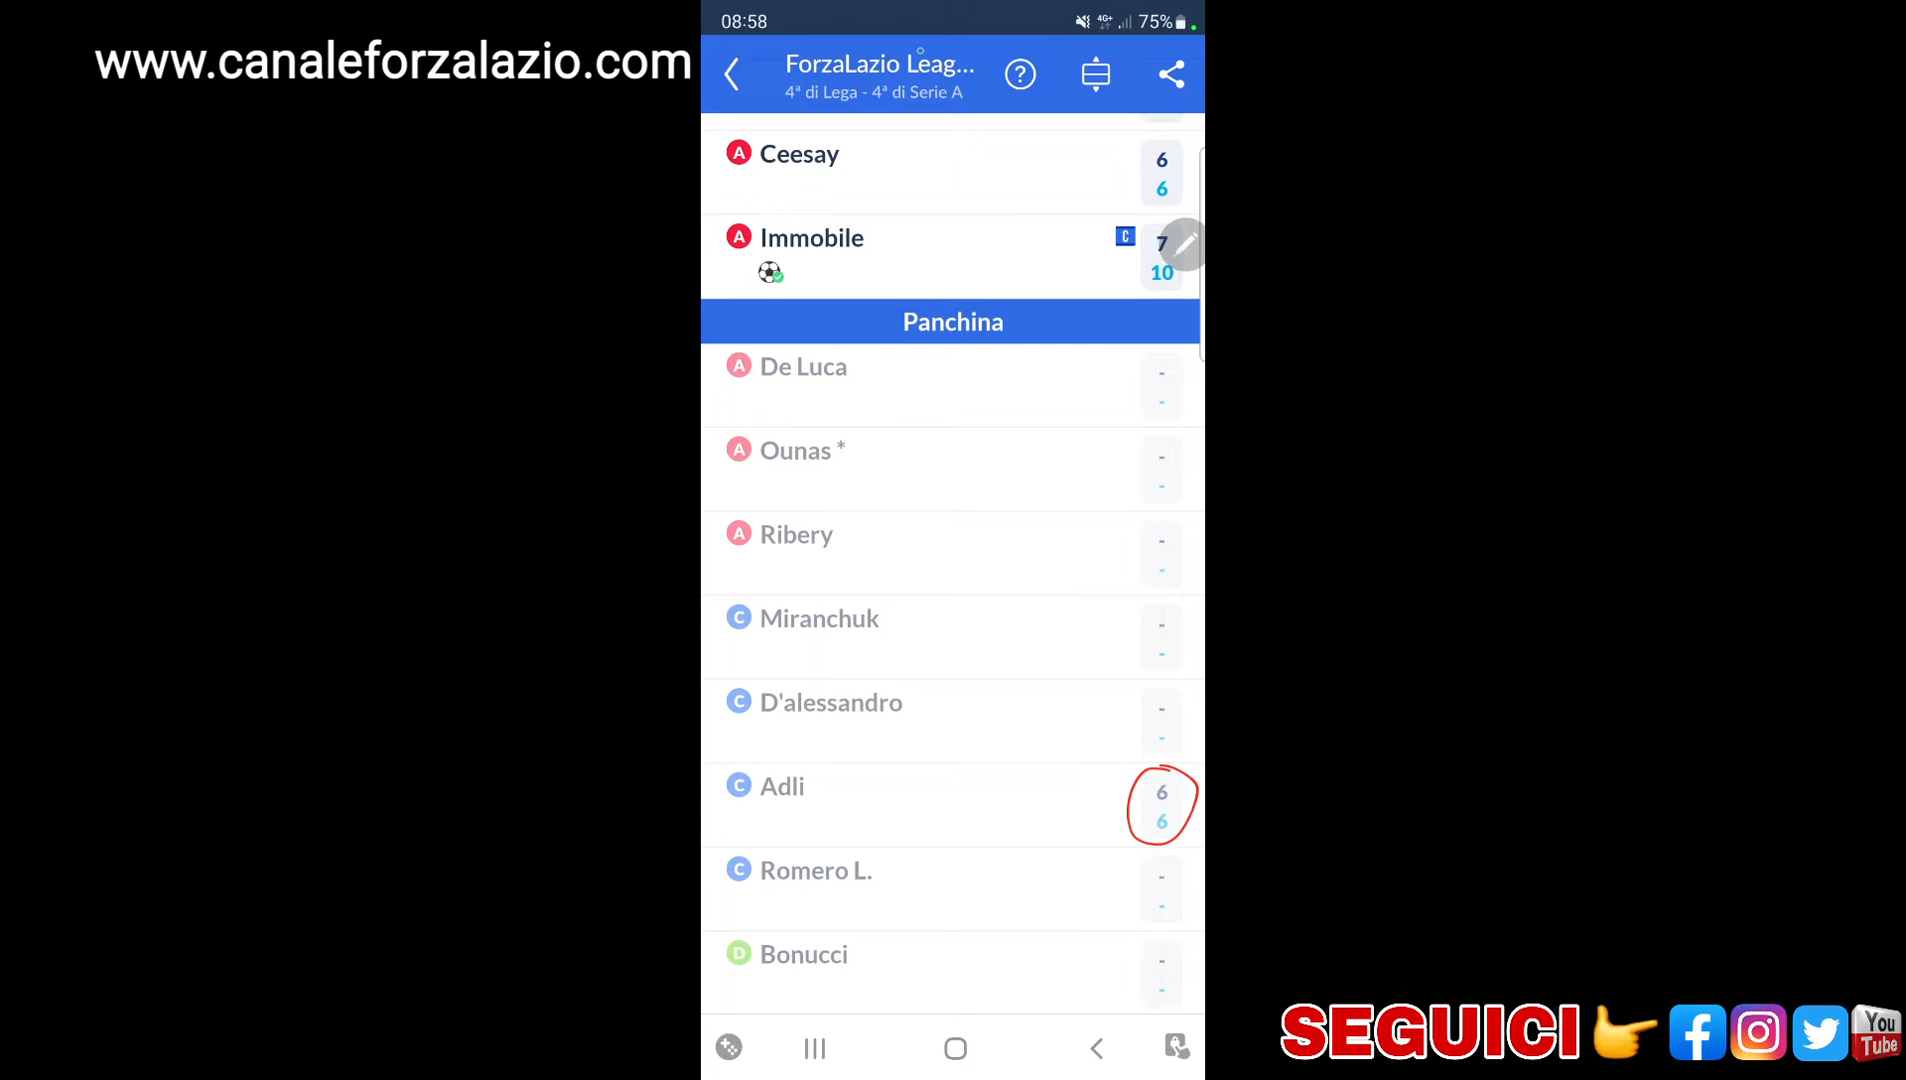 www.canaleforzalazio.com
08:58
4G+
75%
ForzaLazio Leag...
4ª di Lega - 4ª di Serie A
A Ceesay
6
6
A Immobile
C
7
10
Panchina
A De Luca
-
-
A Ounas *
-
-
A Ribery
-
-
C Miranchuk
-
-
C D'alessandro
-
-
C Adli
6
6
C Romero L.
-
-
D Bonucci
-
-
SEGUICI
You
Tube